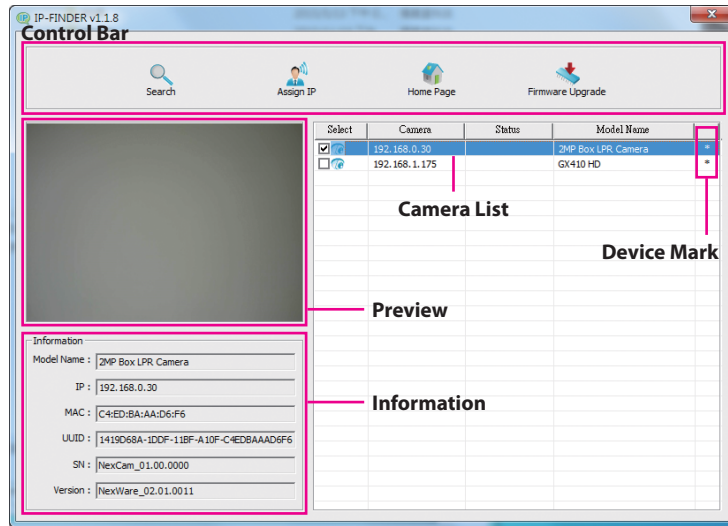 IP-FINDER v1.1.8
Control Bar
Search Assign IP Home Page Firmware Upgrade
Select Camera Status Model Name
192.168.0.30 2MP Box LPR Camera *
192.168.1.175 GX410 HD *
Camera List
Device Mark
Preview
Information
Model Name : 2MP Box LPR Camera
IP : 192.168.0.30
Information
MAC : C4:ED:BA:AA:D6:F6
UUID : 1419D68A-1DDF-11BF-A10F-C4EDBAAAD6F6
SN : NexCam_01.00.0000
Version : NexWare_02.01.0011